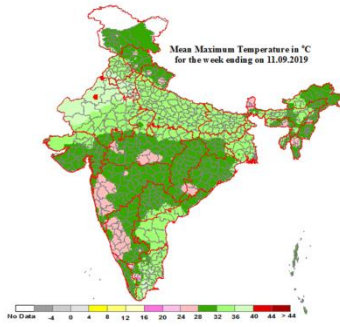 Mean Maximum Temperature in °C
for the week ending on 11.09.2019
No Data -4 0 4 8 12 16 20 24 28 32 36 40 44 > 44